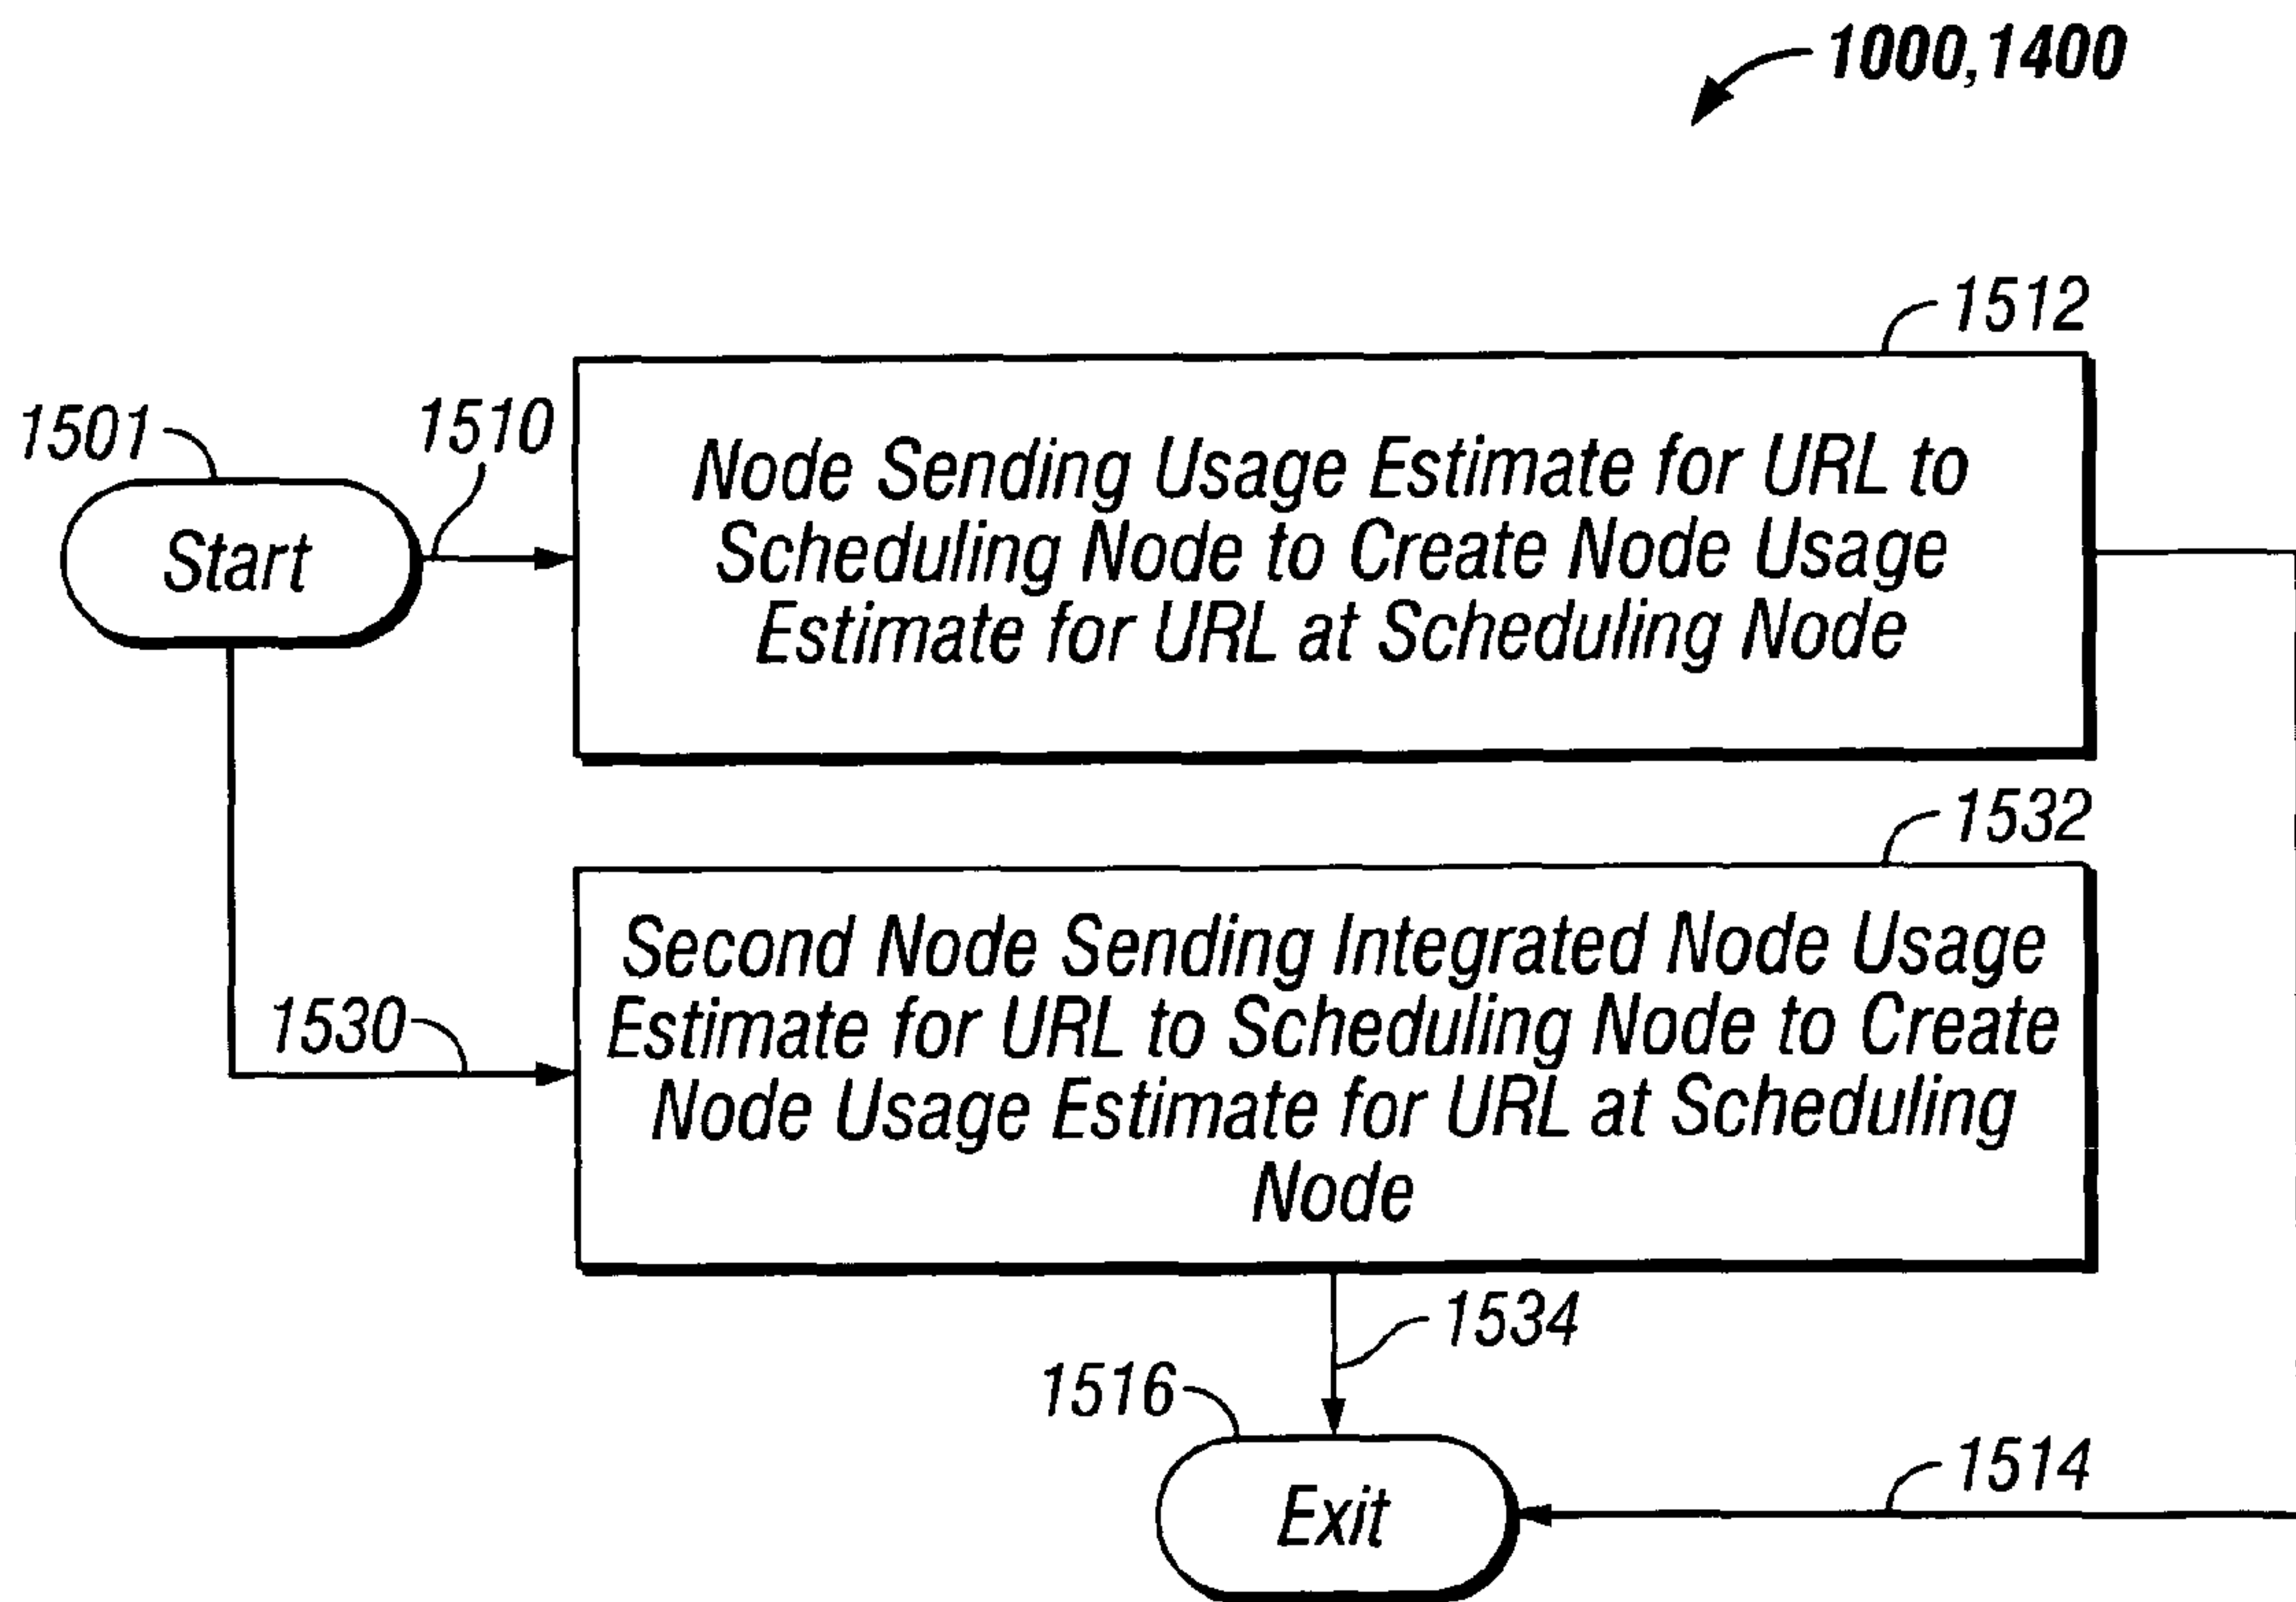 1000,1400
1512
1501
1510
Start
Node Sending Usage Estimate for URL to
Scheduling Node to Create Node Usage
Estimate for URL at Scheduling Node
1532
1530
Second Node Sending Integrated Node Usage
Estimate for URL to Scheduling Node to Create
Node Usage Estimate for URL at Scheduling
Node
1534
1516
Exit
1514